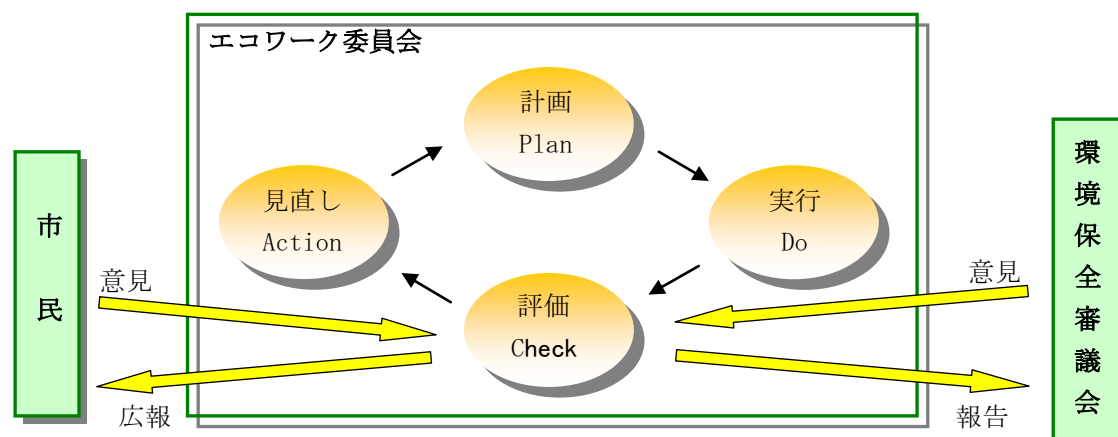 エコワーク委員会
計画
Plan
見直し
Action
実行
Do
評価
Check
市民
意見
広報
環境保全審議会
意見
報告